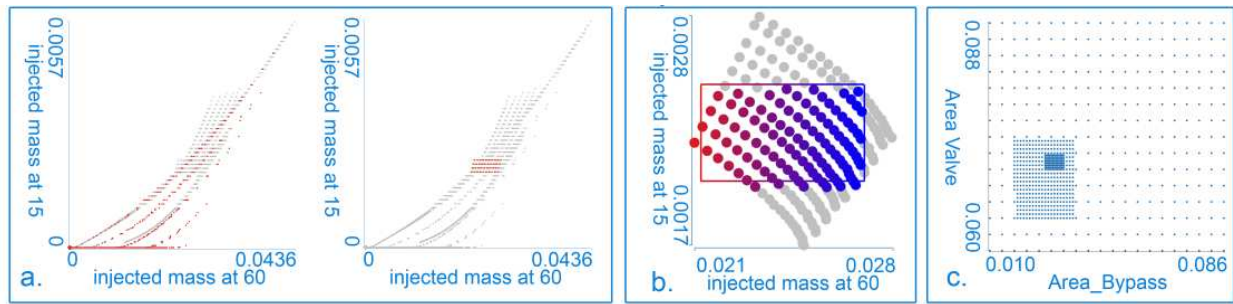 0.0057
injected mass at 15
0
0
0.0436
injected mass at 60
a.
0.0057
injected mass at 15
0
0
0.0436
injected mass at 60
0.0028
injected mass at 15
0.0017
0.021
0.028
injected mass at 60
b.
0.088
Area Valve
0.060
0.010
0.086
Area_Bypass
c.